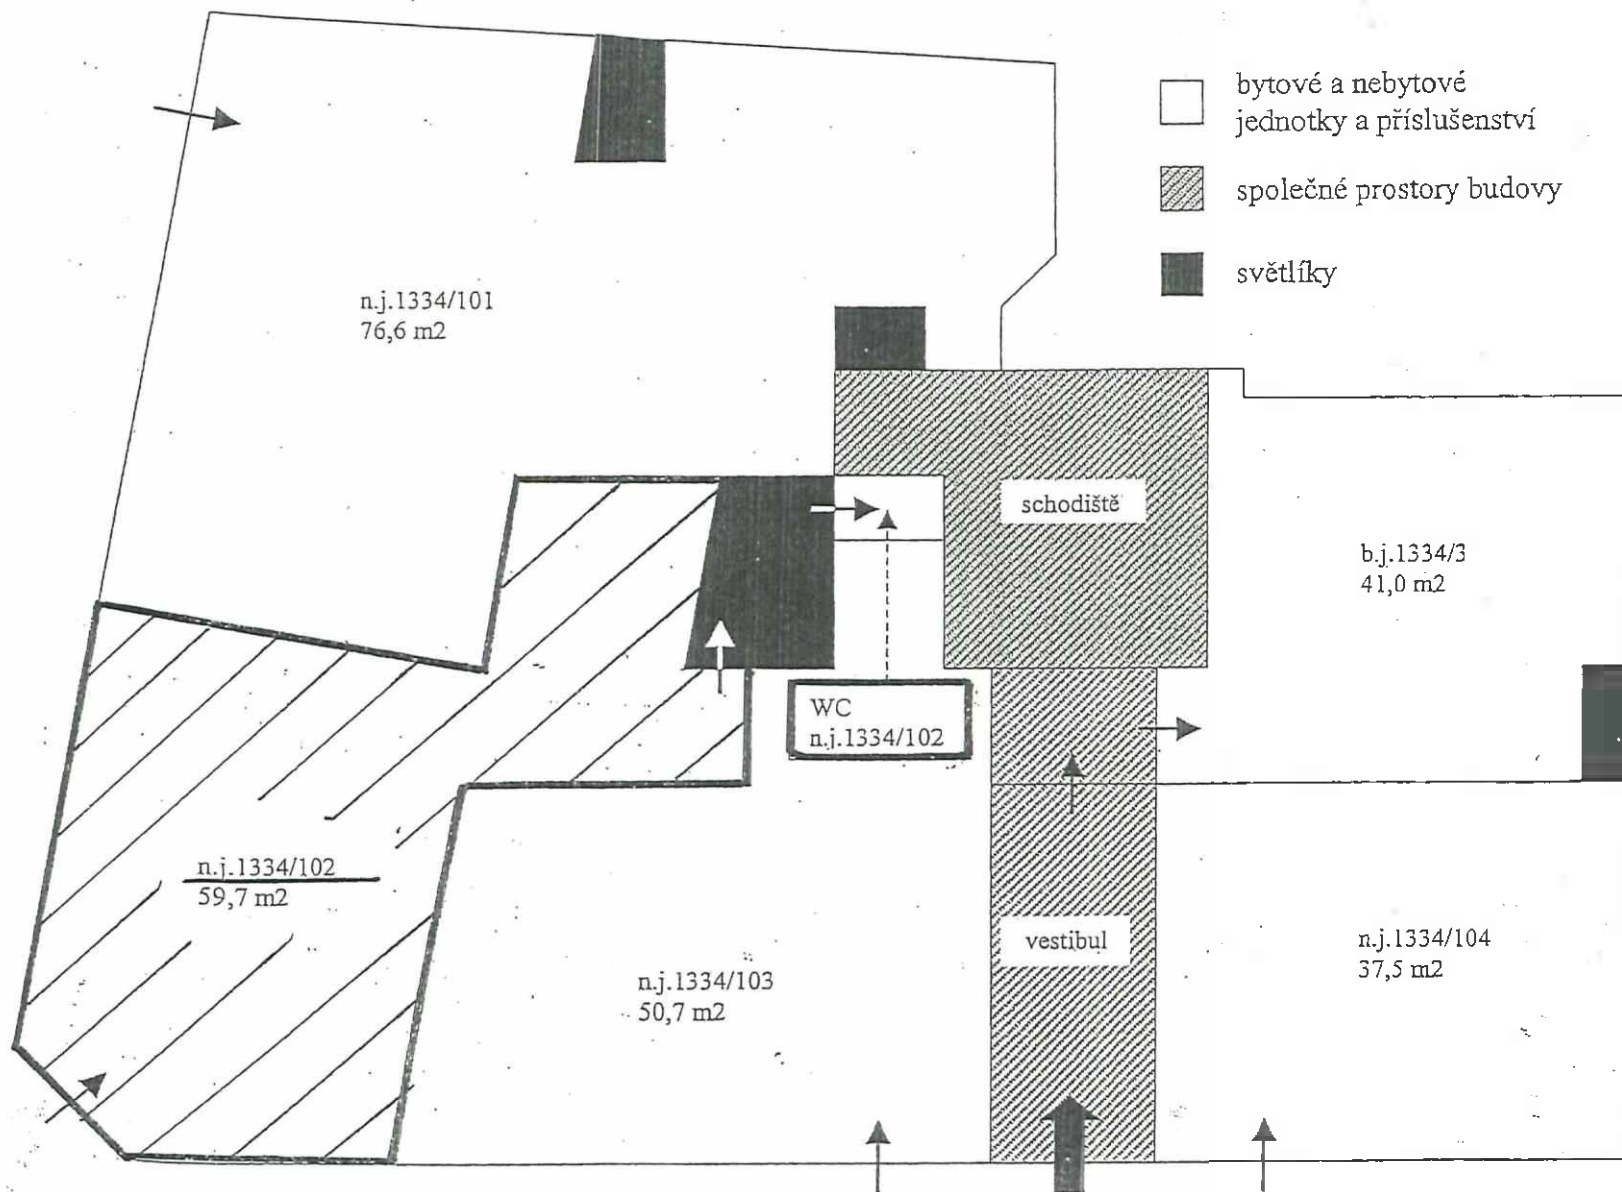 bytové a nebytové
jednotky a příslušenství
společné prostory budovy
světlíky
n.j.1334/101
76,6 m2
schodiště
b.j.1334/3
41,0 m2
WC
n.j.1334/102
n.j.1334/102
59,7 m2
vestibul
n.j.1334/104
37,5 m2
n.j.1334/103
50,7 m2